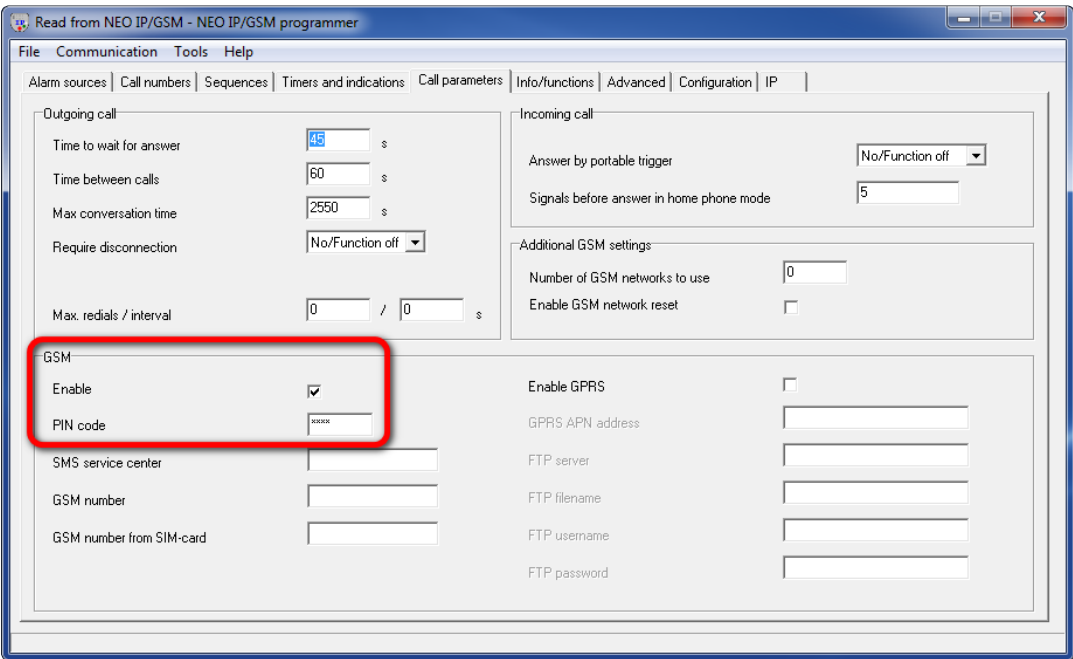 Read from NEO IP/GSM - NEO IP/GSM programmer
File Communication Tools Help
Alarm sources Call numbers Sequences Timers and indications Call parameters Info/functions Advanced Configuration IP
Outgoing call
Time to wait for answer 45 s
Time between calls 60 s
Max conversation time 2550 s
Require disconnection No/Function off
Max. redials / interval 0 / 0 s
Incoming call
Answer by portable trigger No/Function off
Signals before answer in home phone mode 5
Additional GSM settings
Number of GSM networks to use 0
Enable GSM network reset
GSM
Enable
PIN code ****
SMS service center
GSM number
GSM number from SIM-card
Enable GPRS
GPRS APN address
FTP server
FTP filename
FTP username
FTP password